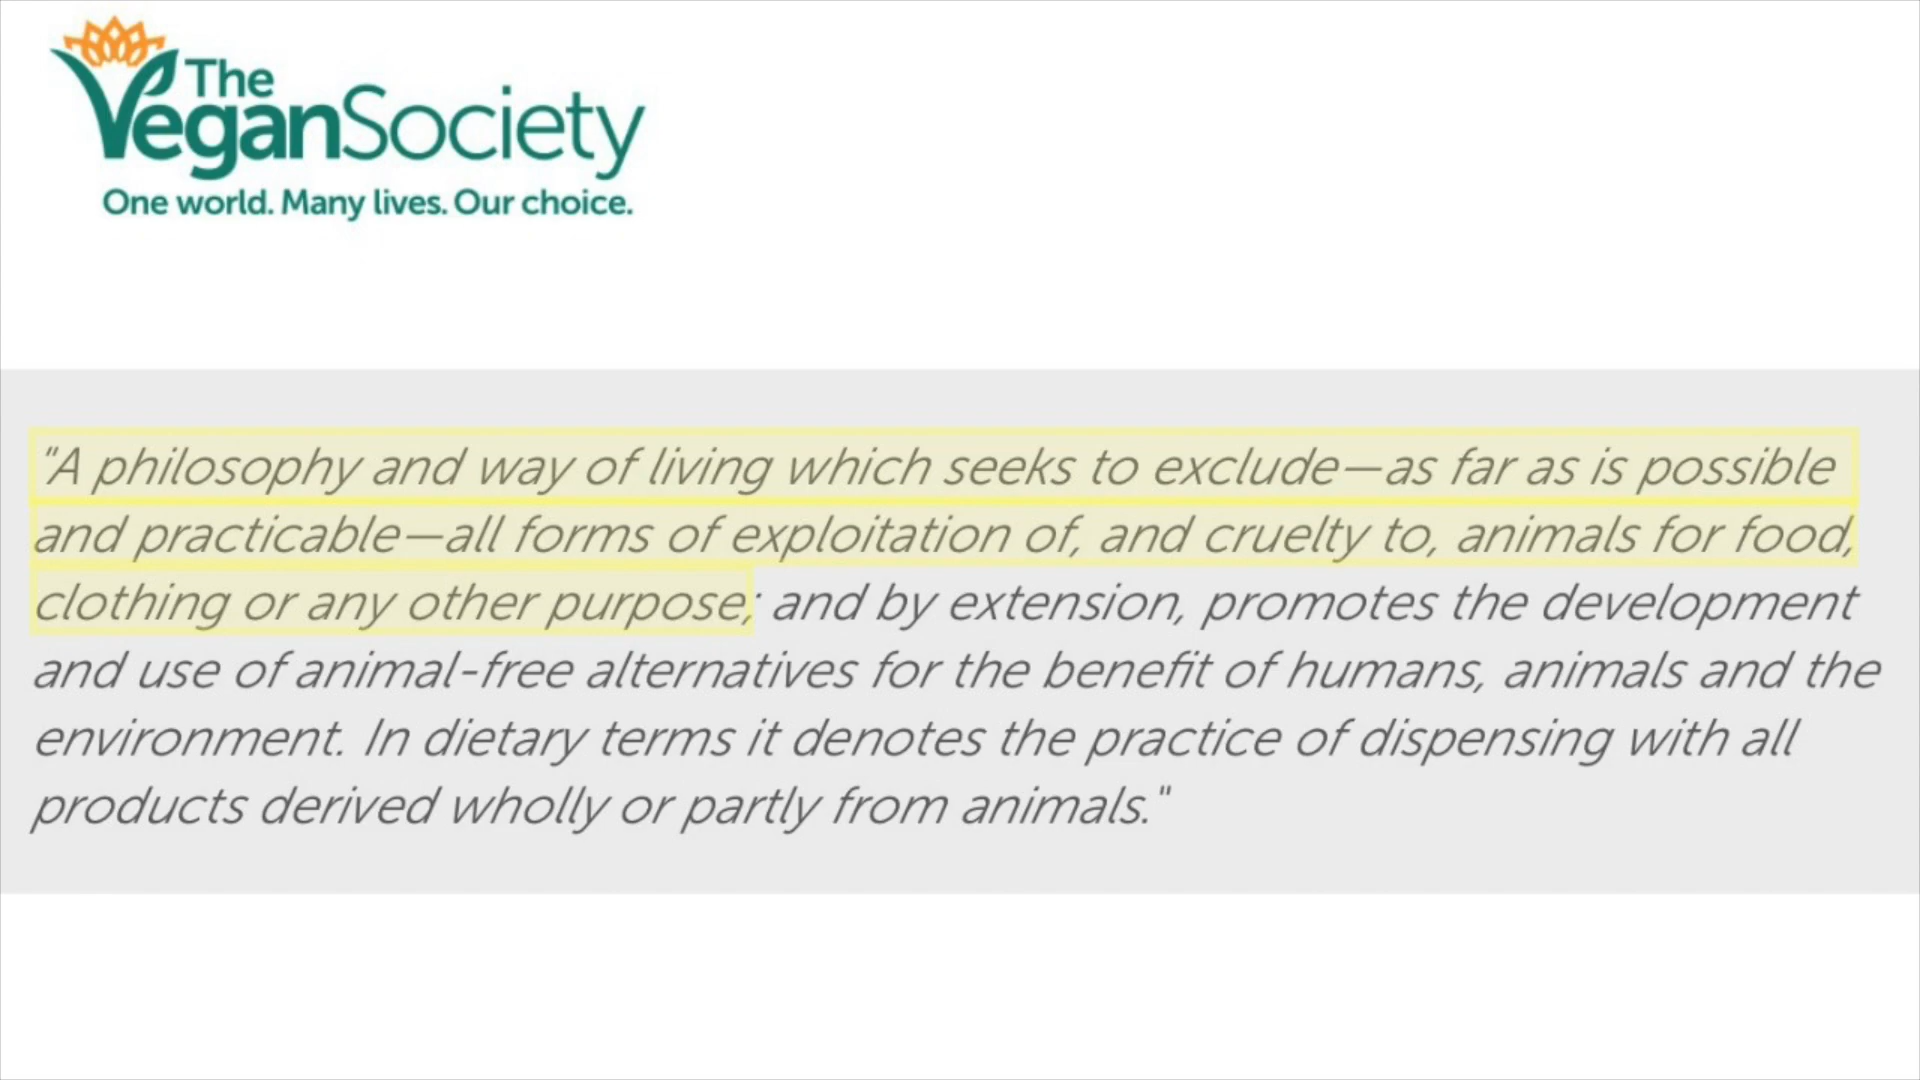 The
VeganSociety
One world. Many lives. Our choice.
"A philosophy and way of living which seeks to exclude—as far as is possible
and practicable—all forms of exploitation of, and cruelty to, animals for food,
clothing or any other purpose; and by extension, promotes the development
and use of animal-free alternatives for the benefit of humans, animals and the
environment. In dietary terms it denotes the practice of dispensing with all
products derived wholly or partly from animals."